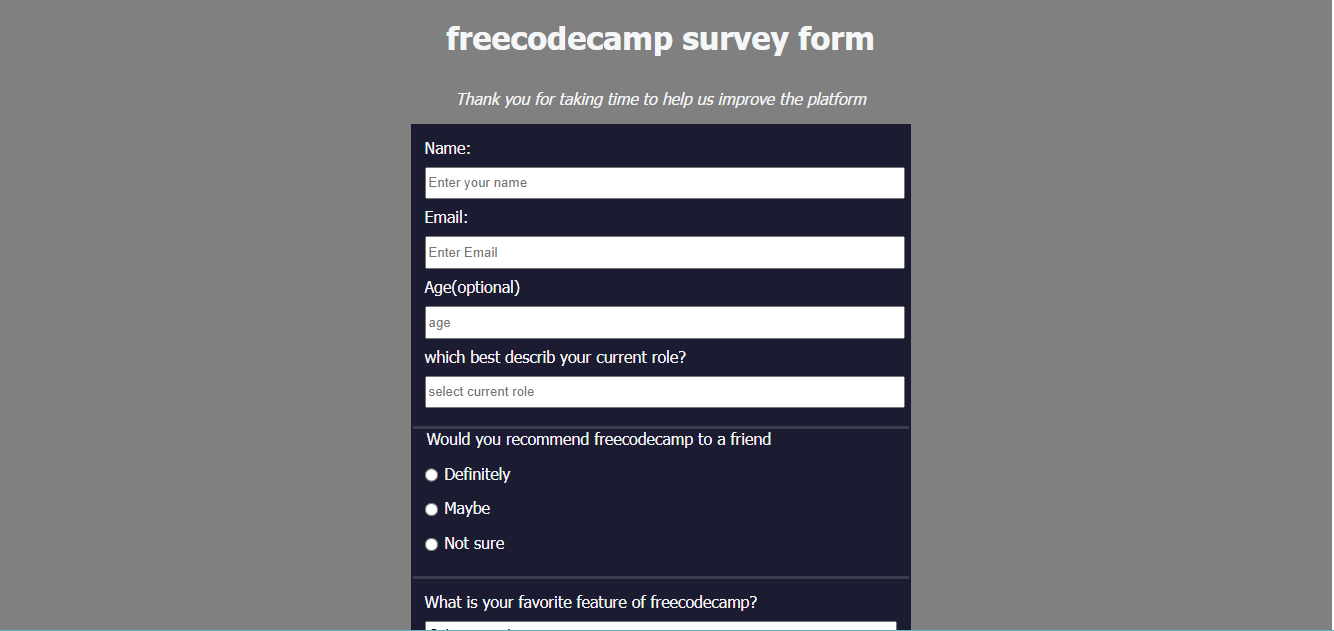 freecodecamp survey form
Thank you for taking time to help us improve the platform
Name:
Enter your name
Email:
Enter Email
Age(optional)
age
which best describ your current role?
select current role
Would you recommend freecodecamp to a friend
Definitely
Maybe
Not sure
What is your favorite feature of freecodecamp?